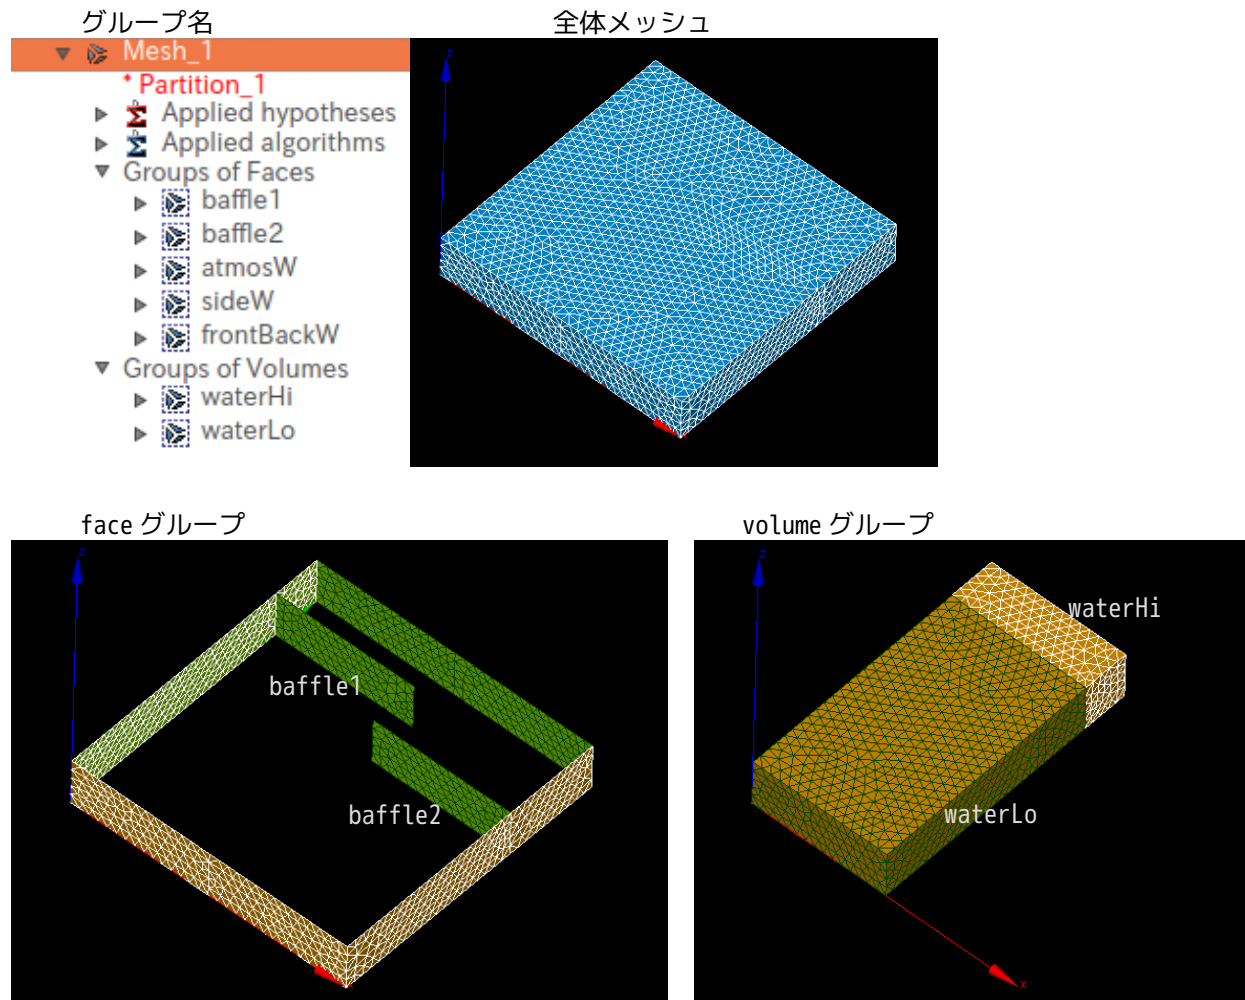 グループ名
全体メッシュ
Mesh_1
* Partition_1
Applied hypotheses
Applied algorithms
Groups of Faces
baffle1
baffle2
atmosW
sideW
frontBackW
Groups of Volumes
waterHi
waterLo
z
face グループ
volume グループ
z
baffle1
baffle2
z
waterHi
waterLo
x